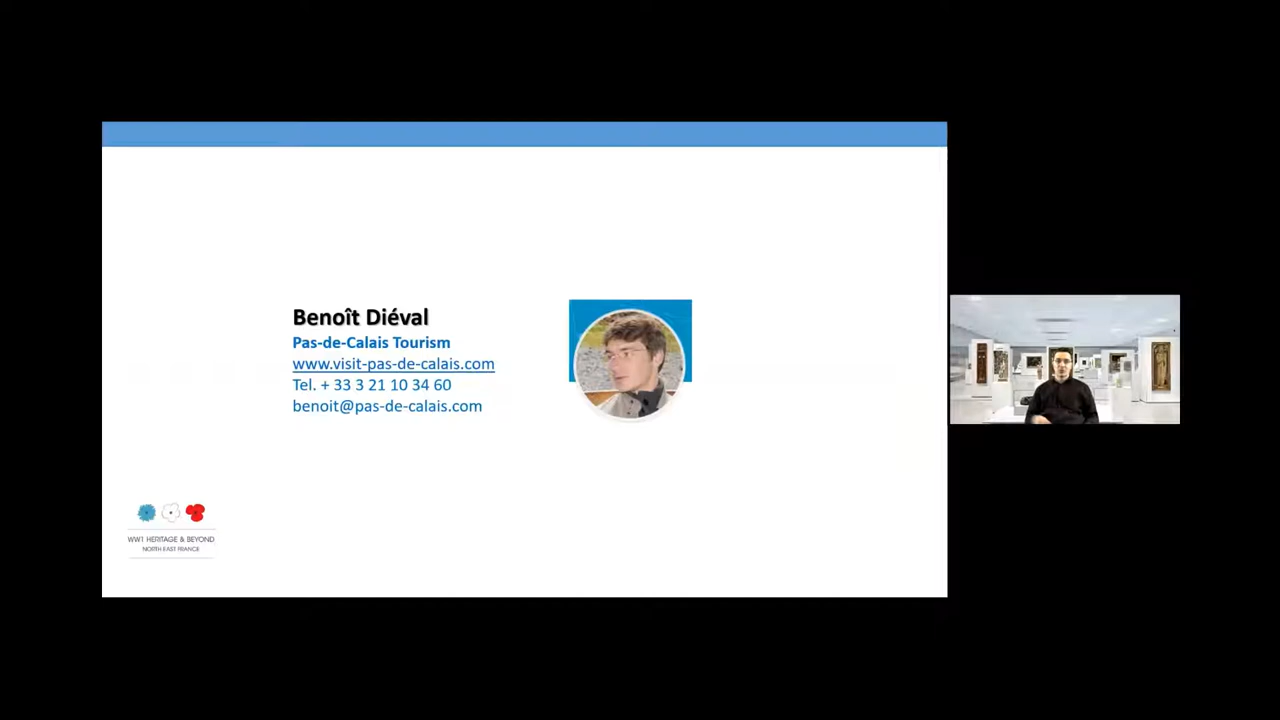 Benoît Diéval
Pas-de-Calais Tourism
www.visit-pas-de-calais.com
Tel. + 33 3 21 10 34 60
benoit@pas-de-calais.com
WW1 HERITAGE & BEYOND
NORTH EAST FRANCE